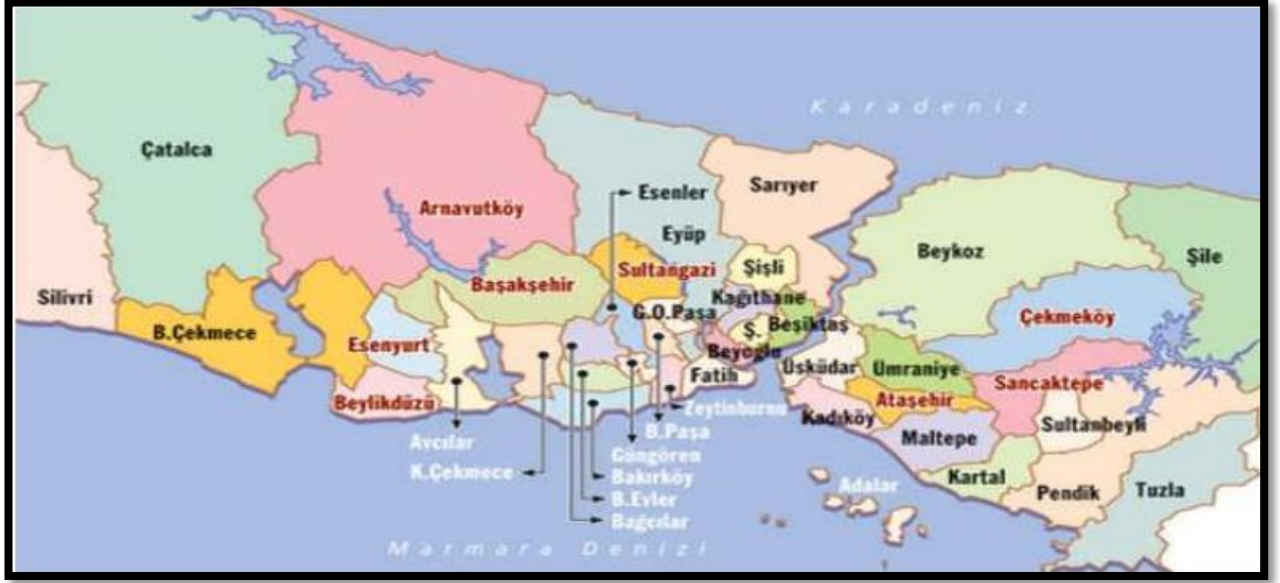 Karadeniz
Çatalca
Sarıyer
Esenler
Arnavutköy
Eyüp
Beykoz
Şile
Sultangazi
Şişli
Başakşehir
Silivri
Kağıthane
G.O.Paşa
Çekmeköy
B.Çekmece
Ş.
Beşiktaş
Esenyurt
Beyoğlu
Üsküdar
Ümraniye
Fatih
Sancaktepe
Ataşehir
Beylikdüzü
Zeytinburnu
Kadıköy
Sultanbeyli
B.Paşa
Maltepe
Avcılar
Güngören
K.Çekmece
Bakırköy
Kartal
Adalar
Pendik
Tuzla
B.Evler
Bağcılar
Marmara Denizi